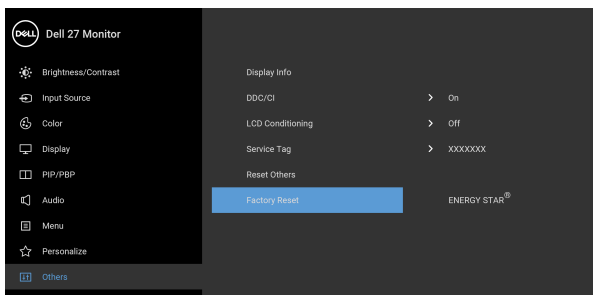 DELL Dell 27 Monitor
Brightness/Contrast
Display Info
Input Source
DDC/CI > On
Color
LCD Conditioning > Off
Display
Service Tag > XXXXXXX
PIP/PBP
Reset Others
Audio
Factory Reset ENERGY STAR®
Menu
Personalize
Others